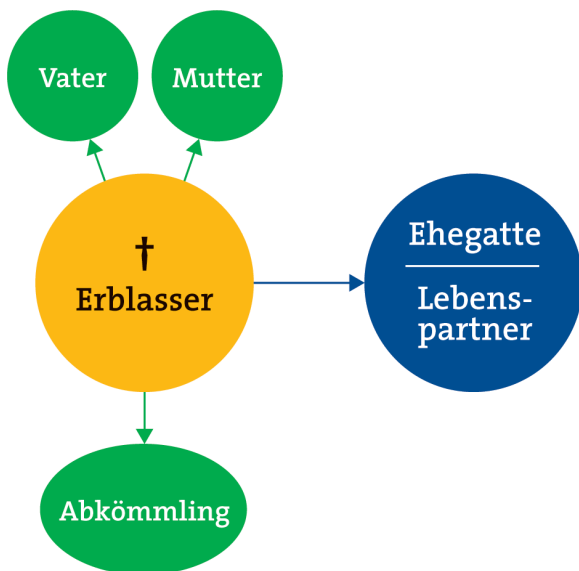 Vater
Mutter
†
Erblasser
Ehegatte
Lebens-
partner
Abkömmling